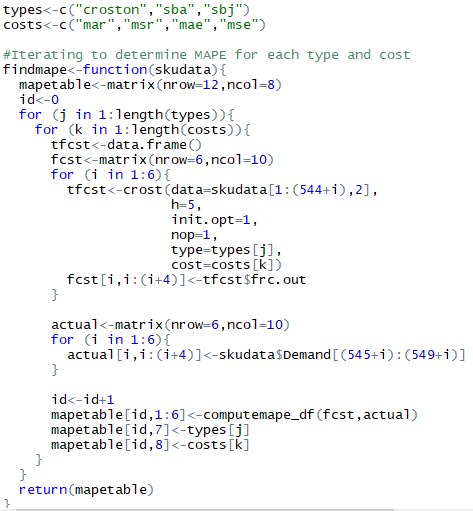 types<-c("croston","sba","sbj")
costs<-c("mar","msr","mae","mse")
#Iterating to determine MAPE for each type and cost
findmape<-function(skudata){
  mapetable<-matrix(nrow=12,ncol=8)
  id<-0
  for (j in 1:length(types)){
    for (k in 1:length(costs)){
      tfcst<-data.frame()
      fcst<-matrix(nrow=6,ncol=10)
      for (i in 1:6){
        tfcst<-crost(data=skudata[1:(544+i),2],
                     h=5,
                     init.opt=1,
                     nop=1,
                     type=types[j],
                     cost=costs[k])
        fcst[i,i:(i+4)]<-tfcst$frc.out
      }
      actual<-matrix(nrow=6,ncol=10)
      for (i in 1:6){
        actual[i,i:(i+4)]<-skudata$Demand[(545+i):(549+i)]
      }
      id<-id+1
      mapetable[id,1:6]<-computemape_df(fcst,actual)
      mapetable[id,7]<-types[j]
      mapetable[id,8]<-costs[k]
    }
  }
  return(mapetable)
}